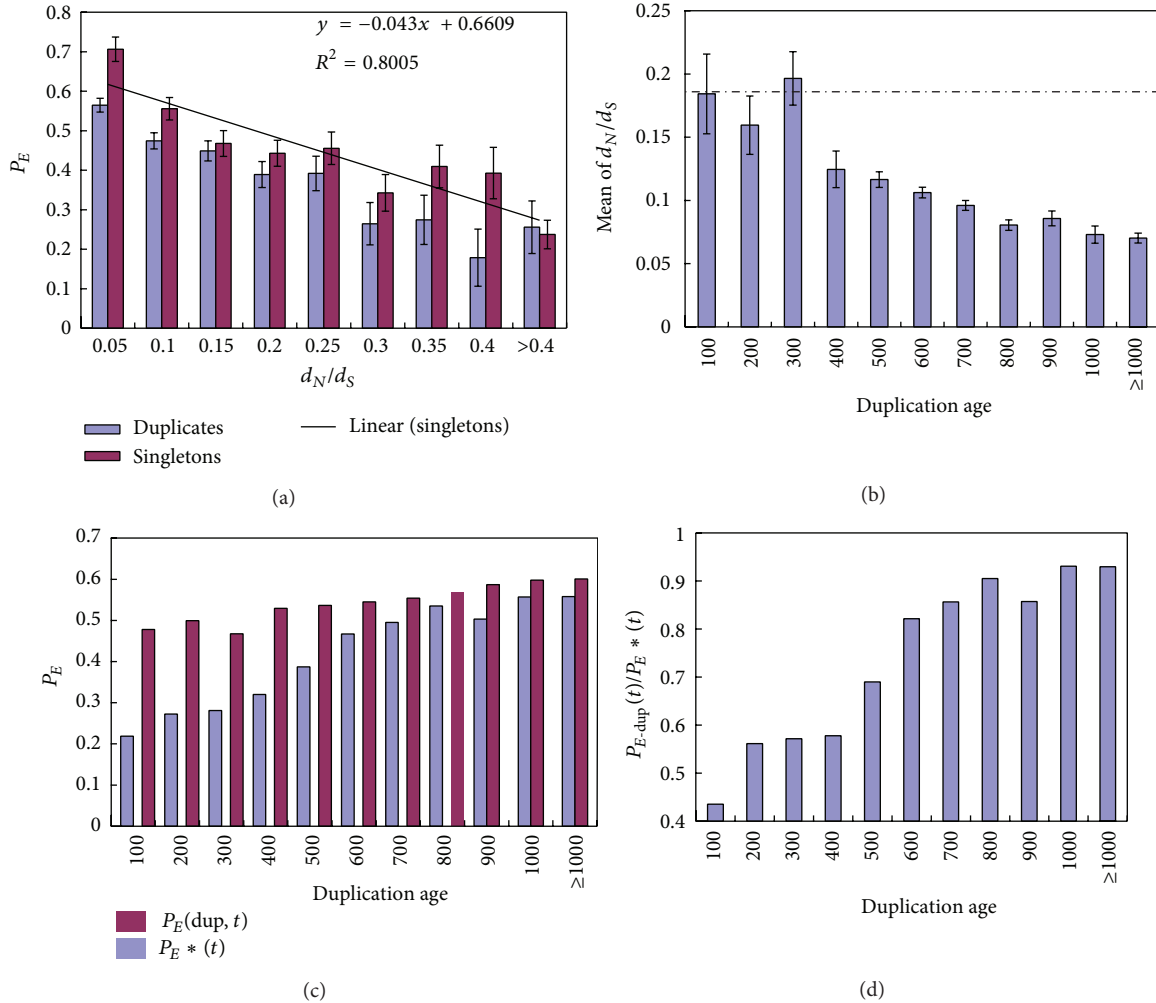 y = −0.043x + 0.6609
R² = 0.8005
0.8
0.7
0.6
0.5
0.4
0.3
0.2
0.1
0
P_E
0.05 0.1 0.15 0.2 0.25 0.3 0.35 0.4 >0.4
d_N/d_S
Duplicates
Singletons
Linear (singletons)
(a)
0.25
0.2
0.15
0.1
0.05
0
Mean of d_N/d_S
100 200 300 400 500 600 700 800 900 1000 ≥1000
Duplication age
(b)
0.7
0.6
0.5
0.4
0.3
0.2
0.1
0
P_E
100 200 300 400 500 600 700 800 900 1000 ≥1000
Duplication age
P_E(dup, t)
P_E * (t)
(c)
1
0.9
0.8
0.7
0.6
0.5
0.4
P_{E-dup}(t)/P_E * (t)
100 200 300 400 500 600 700 800 900 1000 ≥1000
Duplication age
(d)